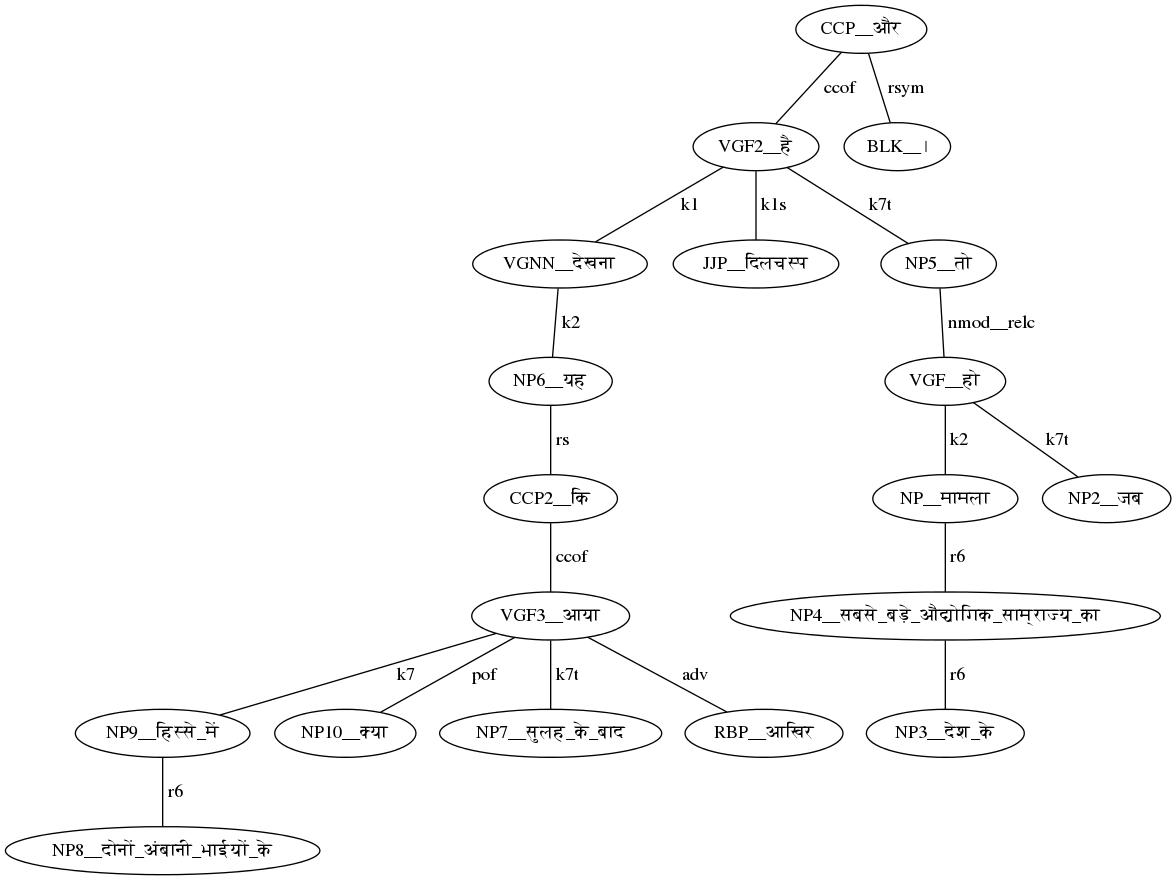 CCP__और
ccof rsym
VGF2__है BLK__।
k1 k1s k7t
VGNN__देखना JJP__दिलचस्प NP5__तो
k2 nmod__relc
NP6__यह VGF__हो
rs k2 k7t
CCP2__कि NP__मामला NP2__जब
ccof r6
VGF3__आया NP4__सबसे_बड़े_औद्योगिक_साम्राज्य_का
k7 pof k7t adv r6
NP9__हिस्से_में NP10__क्या NP7__सुलह_के_बाद RBP__आखिर NP3__देश_के
r6
NP8__दोनों_अंबानी_भाईयों_के